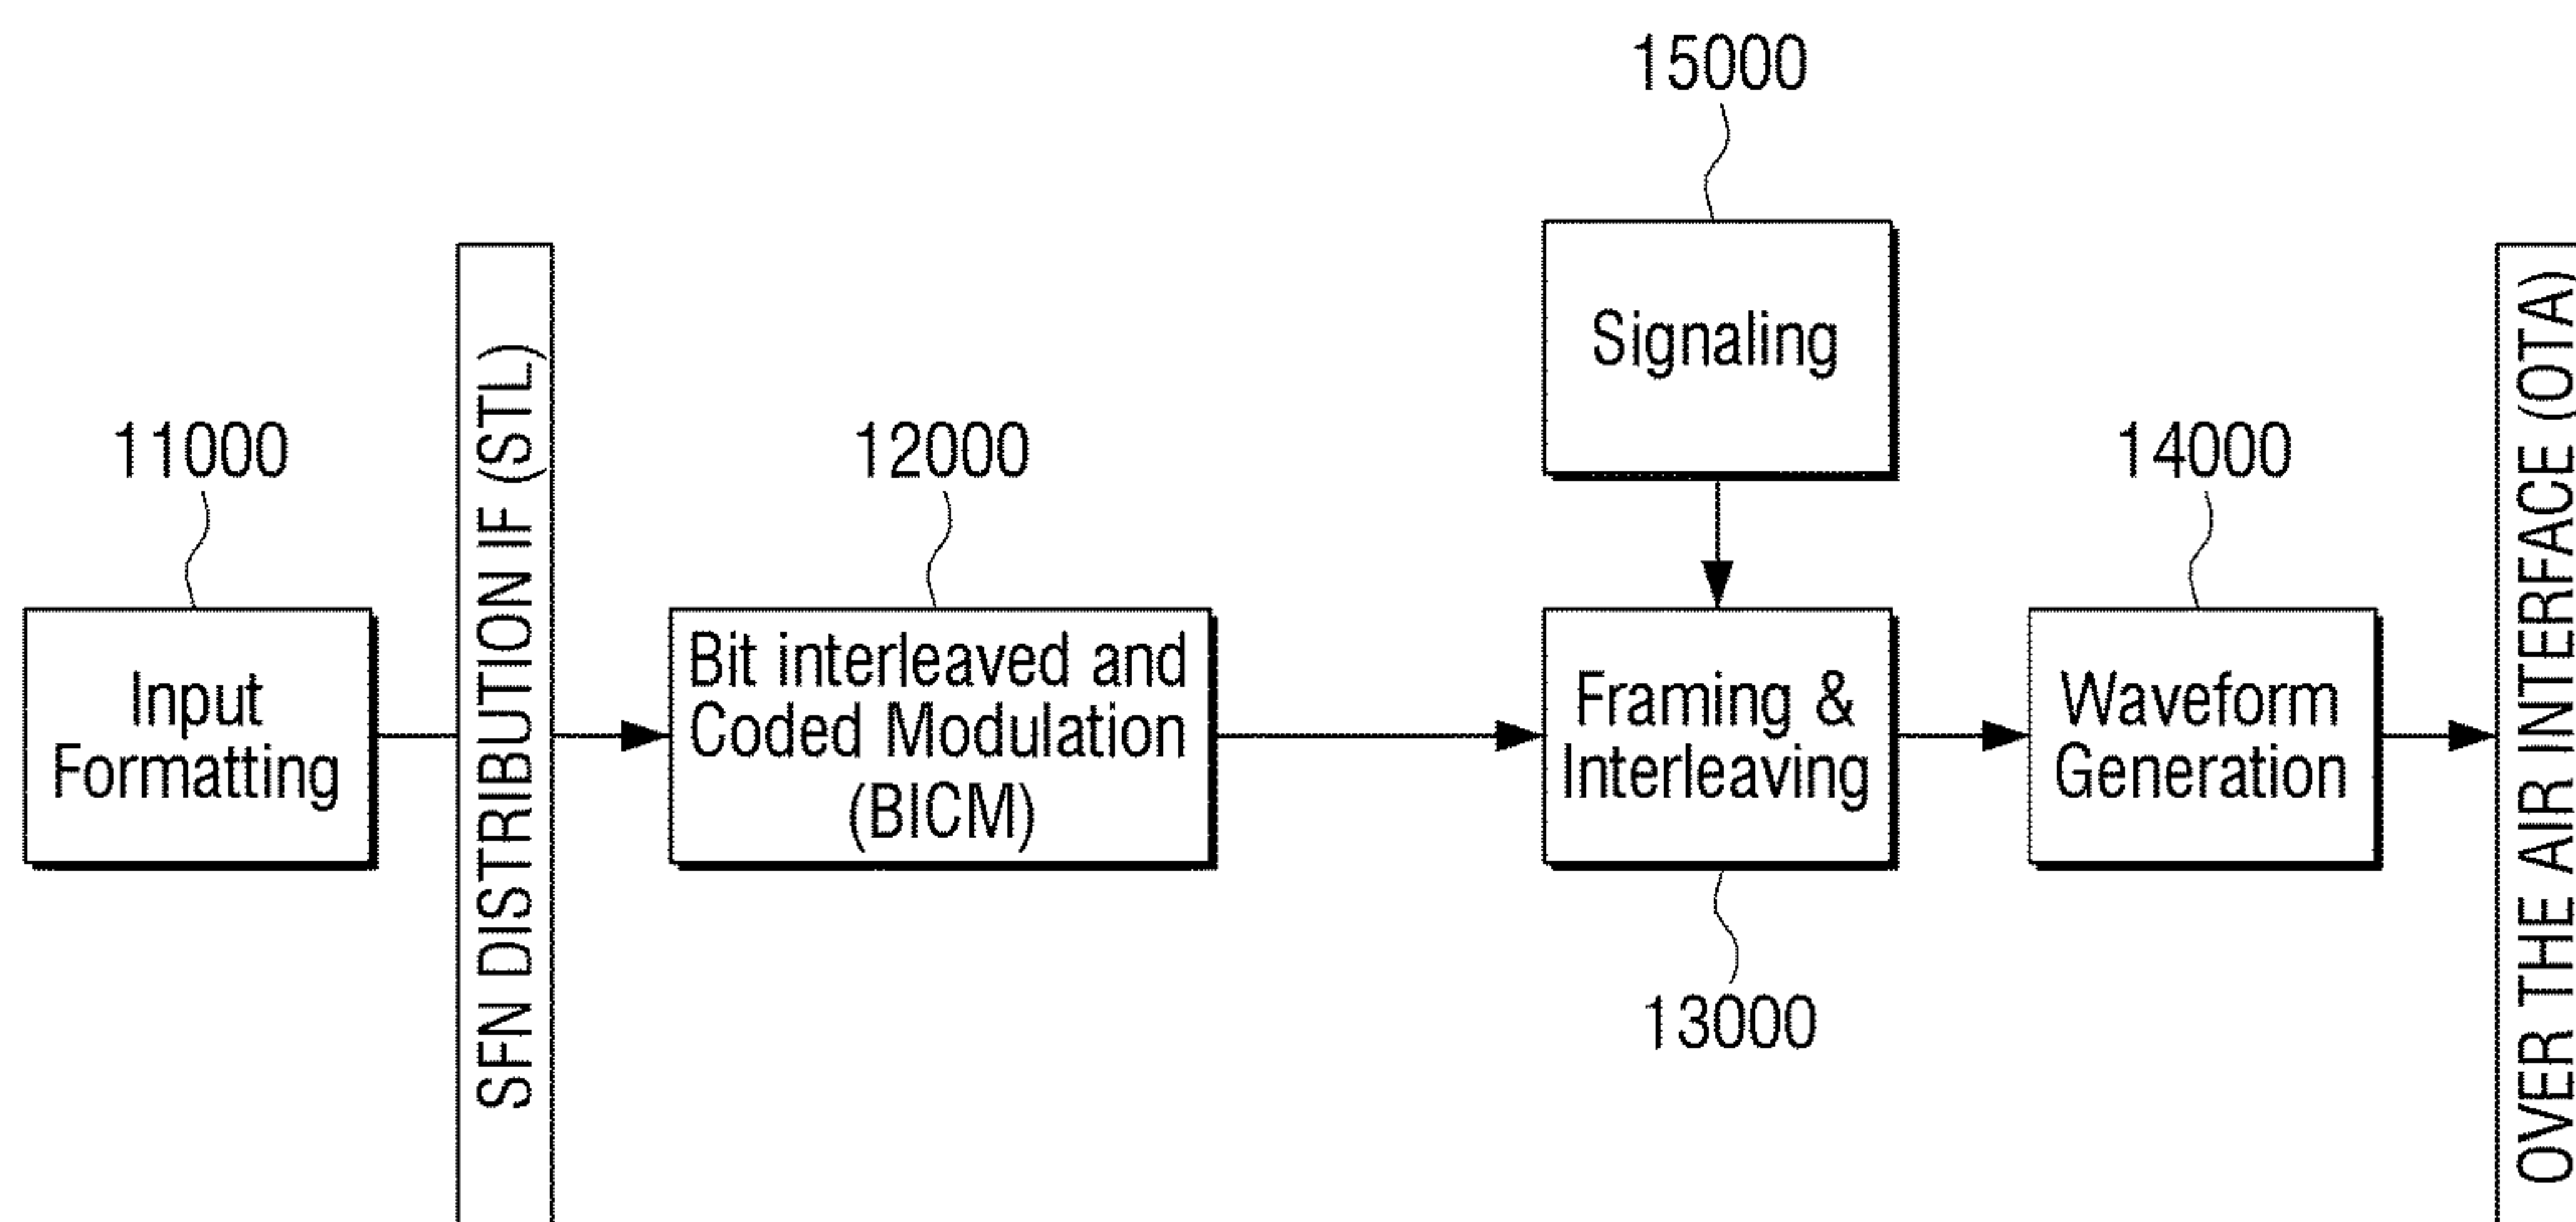 15000
Signaling
11000
Input
Formatting
SFN DISTRIBUTION IF (STL)
12000
Bit interleaved and
Coded Modulation
(BICM)
Framing &
Interleaving
13000
14000
Waveform
Generation
OVER THE AIR INTERFACE (OTA)